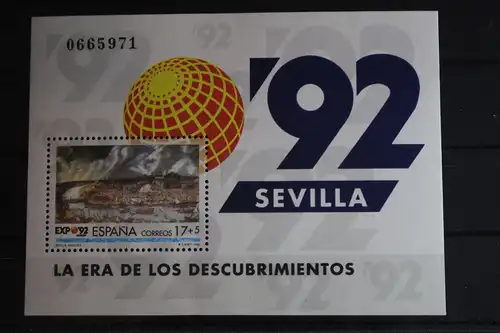 0665971
'92
SEVILLA
EXPO'92 ESPAÑA CORREOS 17+5
LA ERA DE LOS DESCUBRIMIENTOS